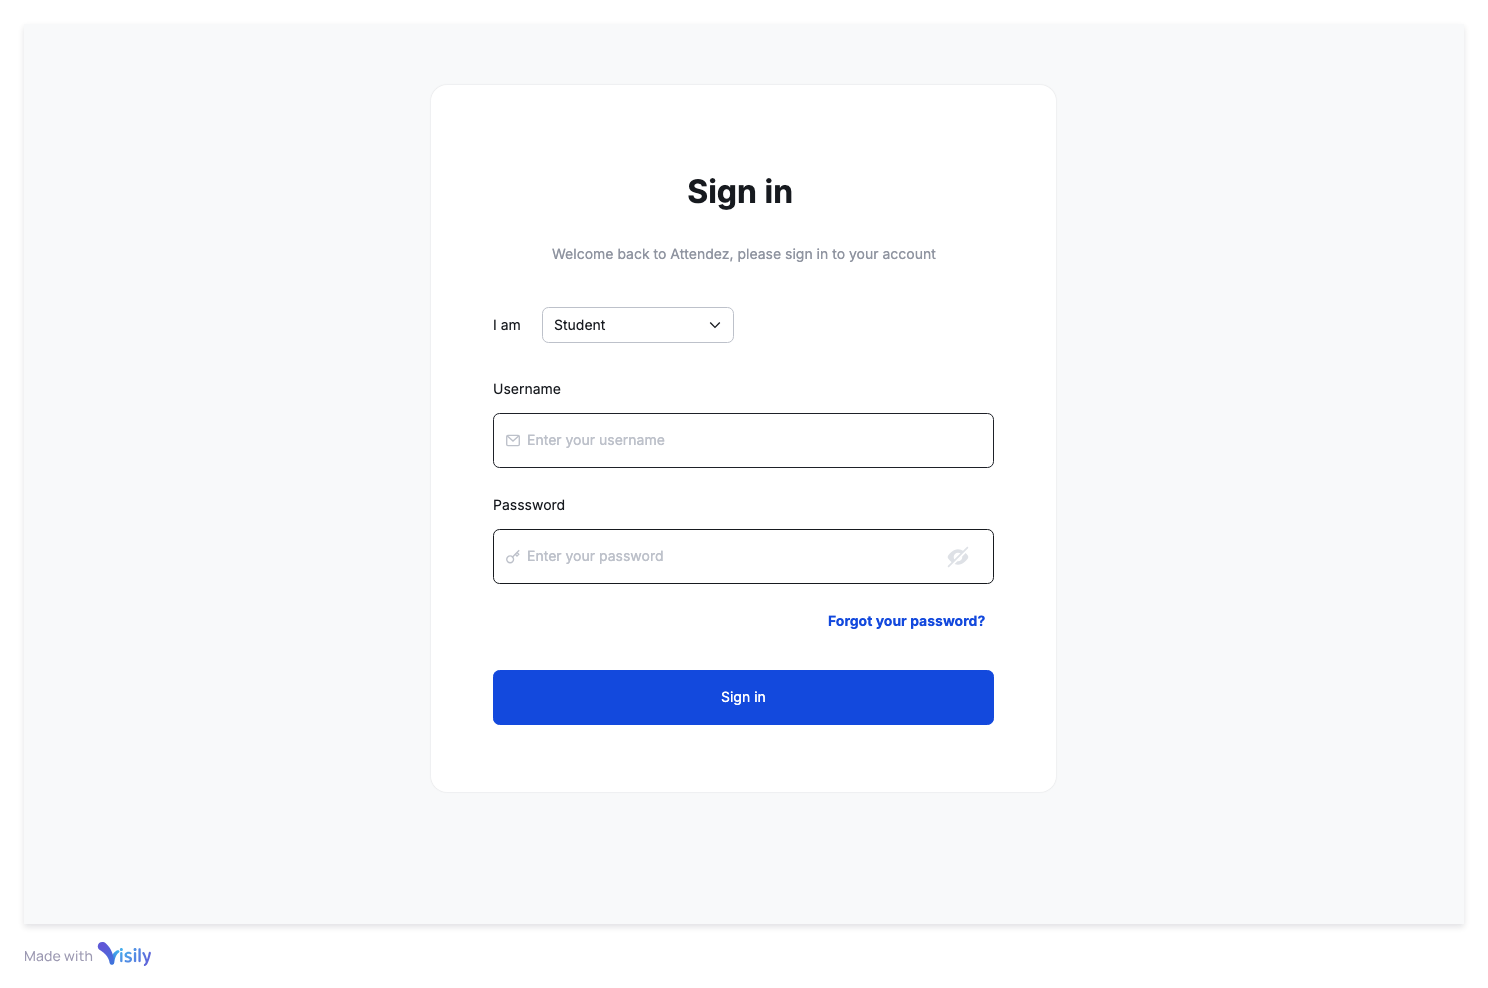 Sign in
Welcome back to Attendez, please sign in to your account
I am Student
Username
Enter your username
Passsword
Enter your password
Forgot your password?
Sign in
Made with Visily